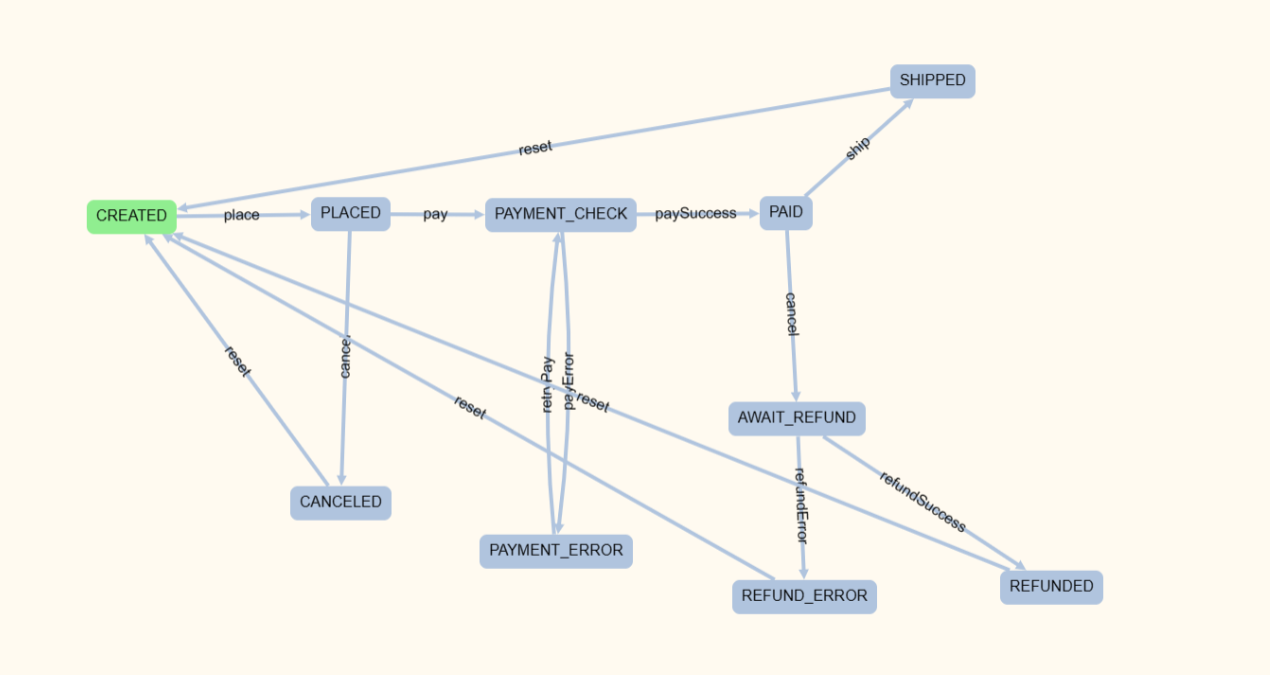 SHIPPED
ship
reset
CREATED
place
PLACED
pay
PAYMENT_CHECK
paySuccess
PAID
cancel
reset
cancel
Pay
payError
reset
reset
AWAIT_REFUND
refundError
refundSuccess
CANCELED
PAYMENT_ERROR
REFUND_ERROR
REFUNDED